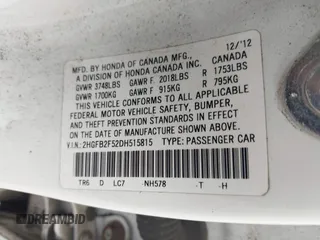 MFD. BY HONDA OF CANADA MFG., 12/'12
A DIVISION OF HONDA CANADA INC. CANADA
GVWR 3748LBS GAWR F 2018LBS R 1753LBS
GVWR 1700KG GAWR F 915KG R 795KG
THIS VEHICLE CONFORMS TO ALL APPLICABLE
FEDERAL MOTOR VEHICLE SAFETY, BUMPER,
AND THEFT PREVENTION STANDARDS IN EFFECT
ON THE DATE OF MANUFACTURE SHOWN ABOVE.
V.I.N: 2HGFB2F52DH515815 TYPE: PASSENGER CAR
TR6 D LC7 NH578 -T -H
DREAMBID